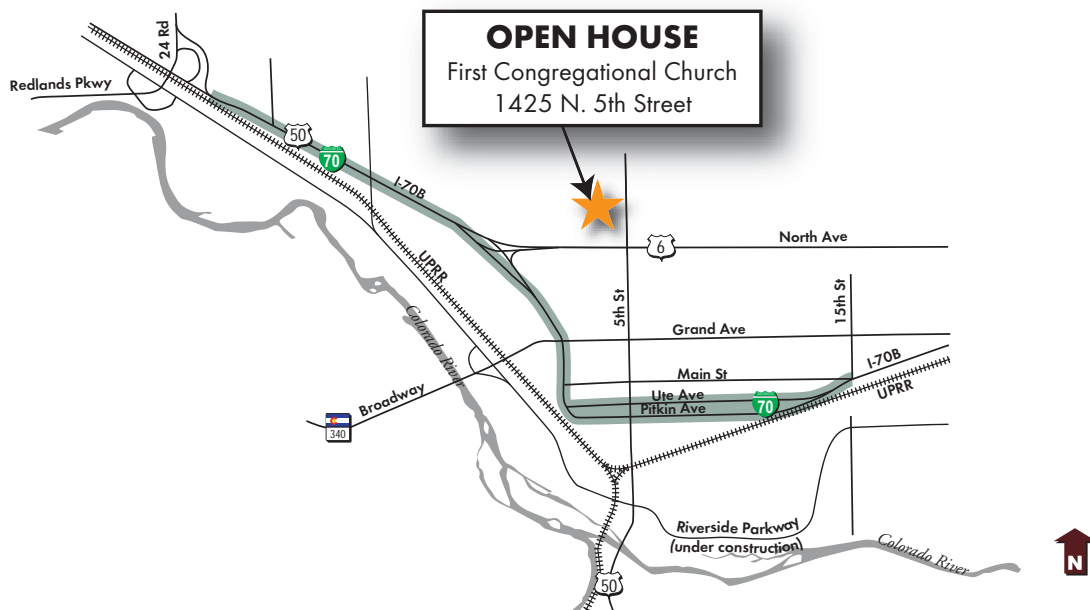 OPEN HOUSE
First Congregational Church
1425 N. 5th Street
24 Rd
Redlands Pkwy
50
70
I-70B
UPRR
6
North Ave
5th St
15th St
Grand Ave
Colorado River
Main St
I-70B
Ute Ave
70
UPRR
Pitkin Ave
Broadway
340
Riverside Parkway
(under construction)
Colorado River
50
N